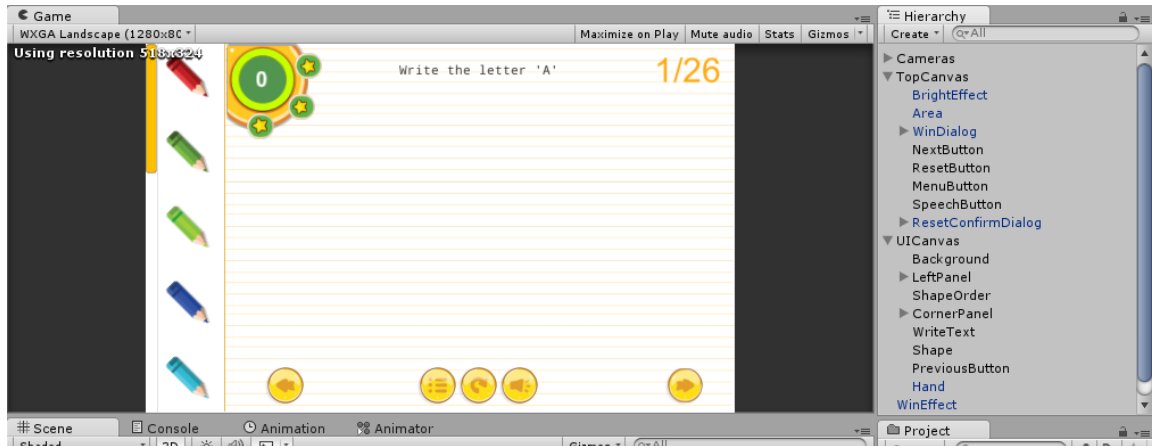 Game
WXGA Landscape (1280x80
Maximize on Play
Mute audio
Stats
Gizmos
Using resolution 518x324
0
Write the letter 'A'
1/26
Hierarchy
Create
All
Cameras
TopCanvas
BrightEffect
Area
WinDialog
NextButton
ResetButton
MenuButton
SpeechButton
ResetConfirmDialog
UICanvas
Background
LeftPanel
ShapeOrder
CornerPanel
WriteText
Shape
PreviousButton
Hand
WinEffect
Scene
Console
Animation
Animator
Shaded
2D
Gizmos
All
Project